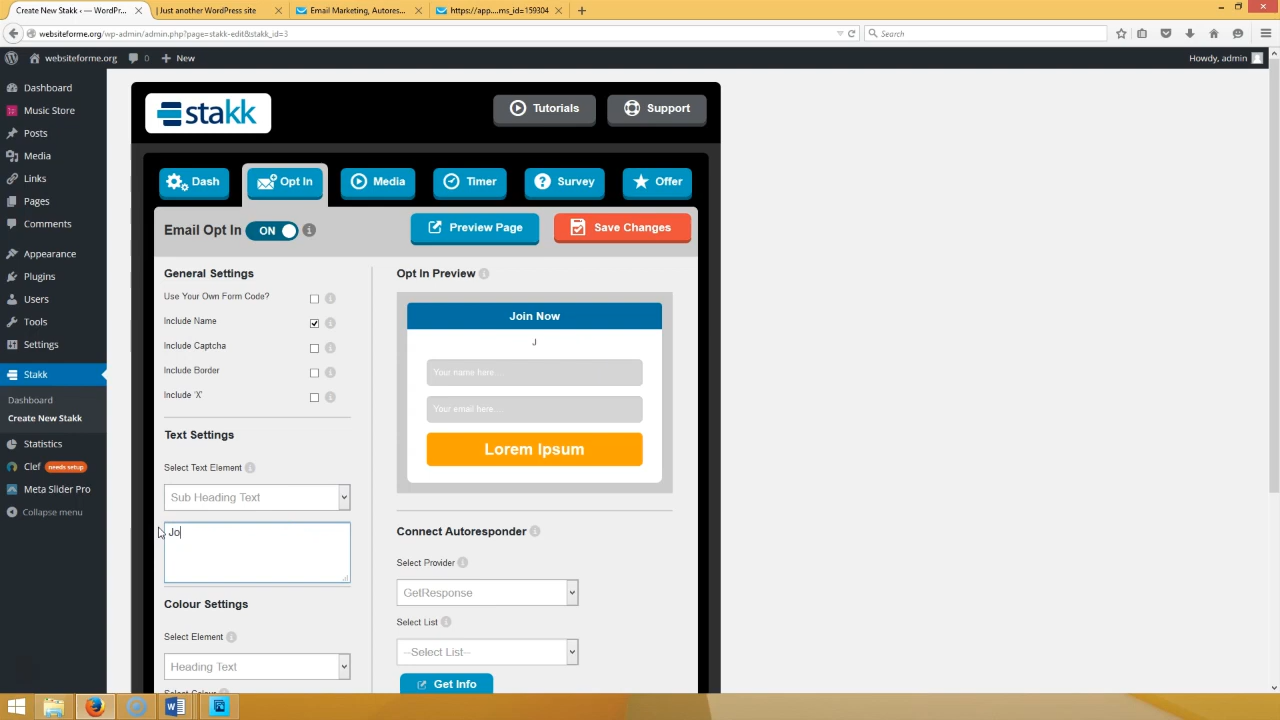 Create New Stakk ‹ — WordPr...
| Just another WordPress site
Email Marketing, Autores...
https://app....ms_id=159304
websiteforme.org/wp-admin/admin.php?page=stakk-edit&stakk_id=3
Search
websiteforme.org
0
New
Howdy, admin
Dashboard
Music Store
Posts
Media
Links
Pages
Comments
Appearance
Plugins
Users
Tools
Settings
Stakk
Dashboard
Create New Stakk
Statistics
Clef needs setup
Meta Slider Pro
Collapse menu
stakk
Tutorials
Support
Dash
Opt In
Media
Timer
Survey
Offer
Email Opt In
ON
Preview Page
Save Changes
General Settings
Use Your Own Form Code?
Include Name
Include Captcha
Include Border
Include 'X'
Text Settings
Select Text Element
Sub Heading Text
Jo
Colour Settings
Select Element
Heading Text
Select Colour
Opt In Preview
Join Now
J
Your name here....
Your email here....
Lorem Ipsum
Connect Autoresponder
Select Provider
GetResponse
Select List
--Select List--
Get Info